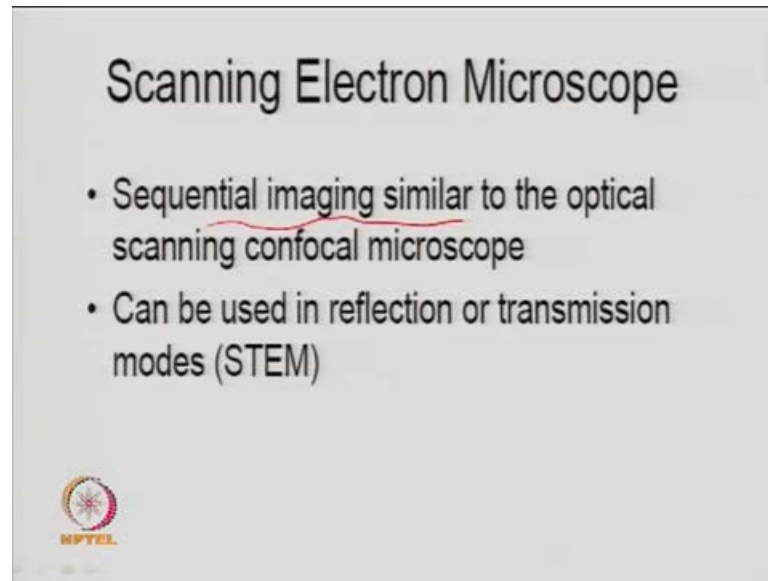 Scanning Electron Microscope
• Sequential imaging similar to the optical
scanning confocal microscope
• Can be used in reflection or transmission
modes (STEM)
NPTEL